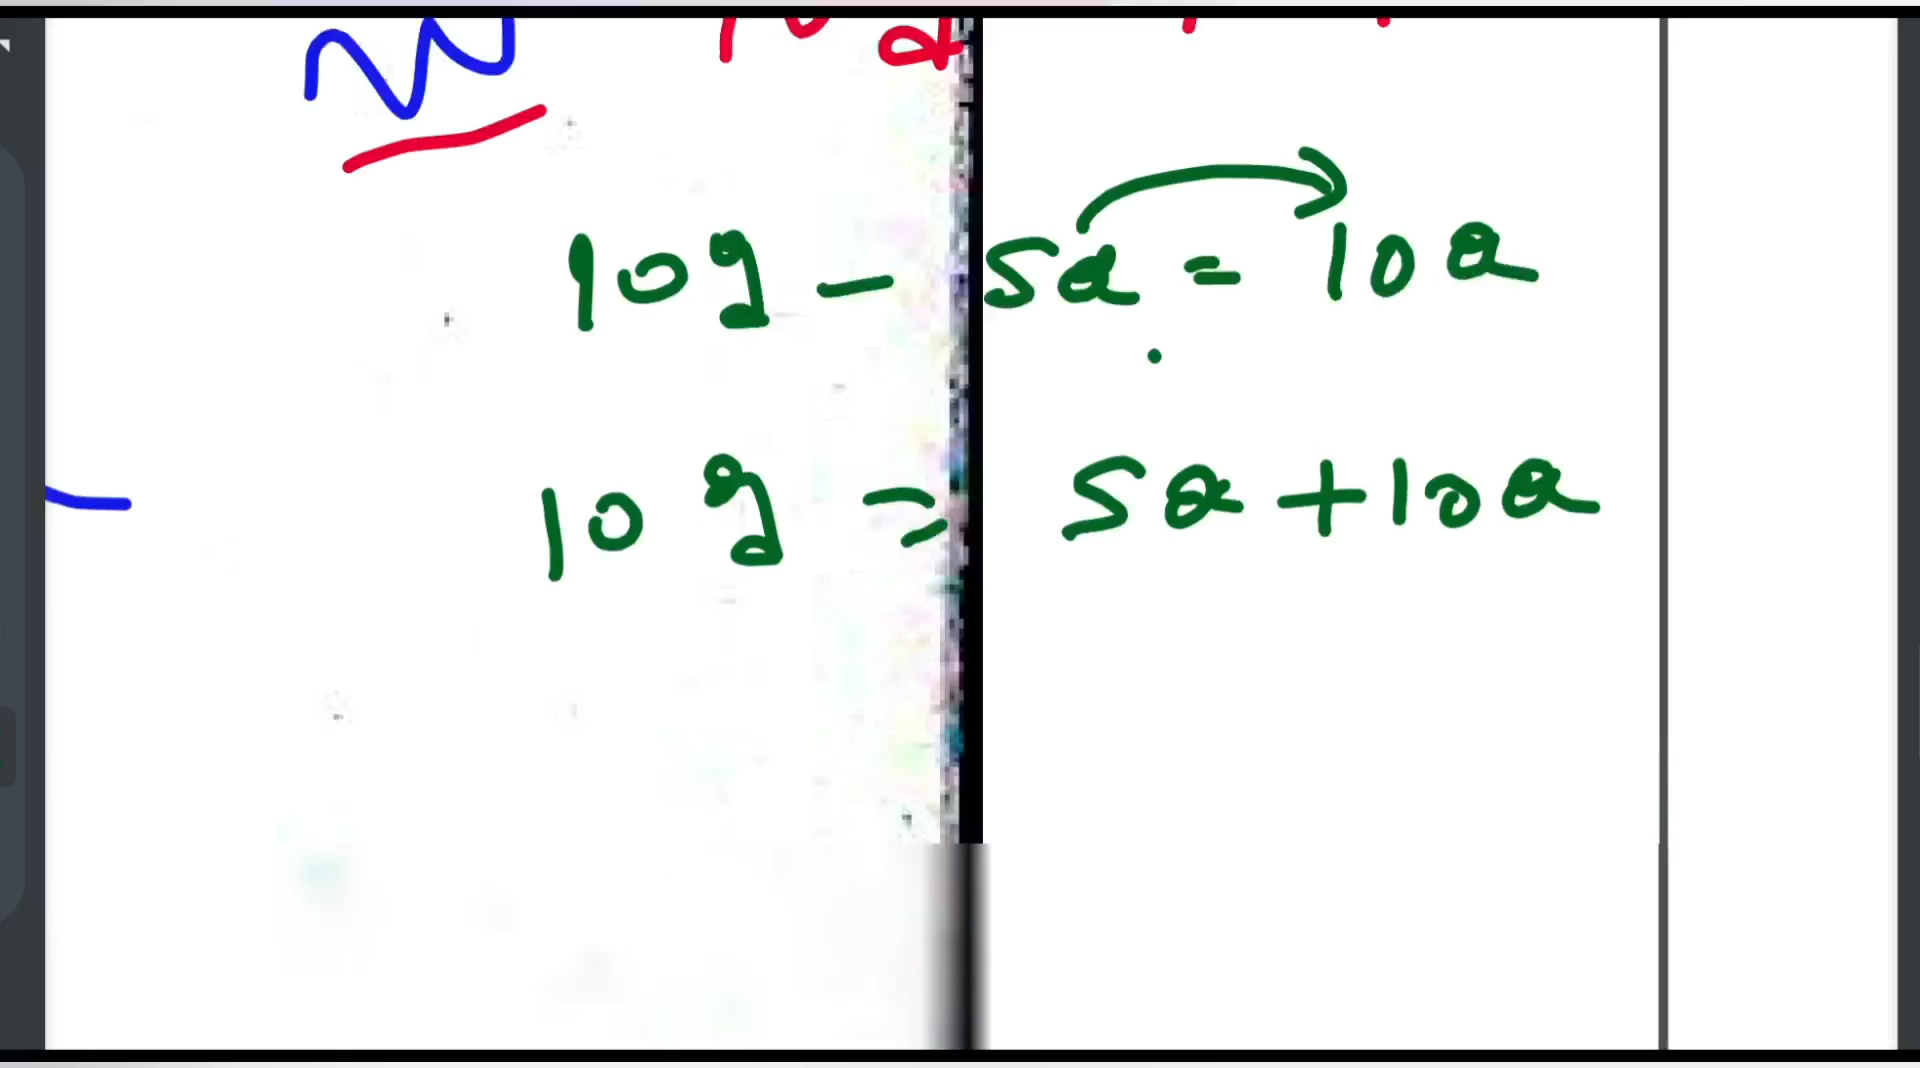 10g - 5a = 10a
10g = 5a + 10a